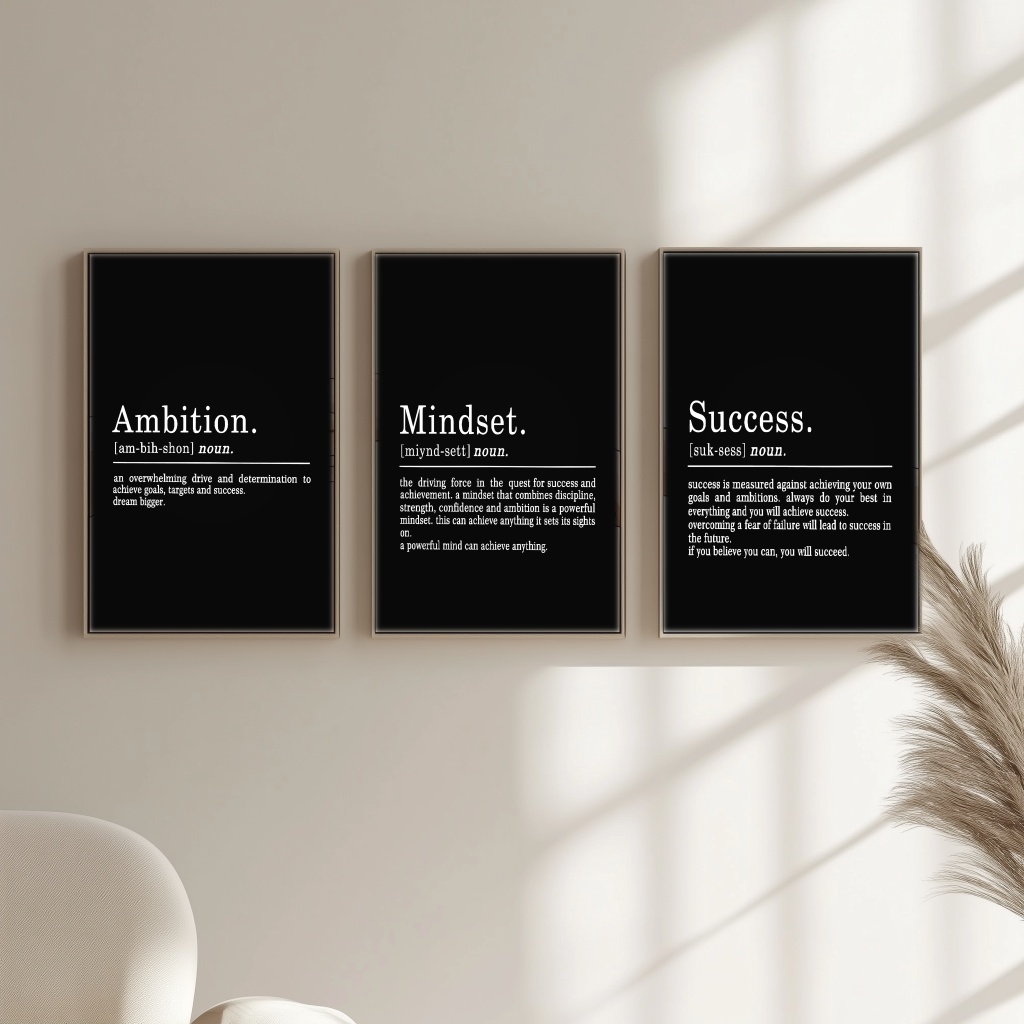 Ambition.
[am-bih-shon] noun.
an overwhelming drive and determination to
achieve goals, targets and success.
dream bigger.
Mindset.
[miynd-sett] noun.
the driving force in the quest for success and
achievement. a mindset that combines discipline,
strength, confidence and ambition is a powerful
mindset. this can achieve anything it sets its sights
on.
a powerful mind can achieve anything.
Success.
[suk-sess] noun.
success is measured against achieving your own
goals and ambitions. always do your best in
everything and you will achieve success.
overcoming a fear of failure will lead to success in
the future.
if you believe you can, you will succeed.